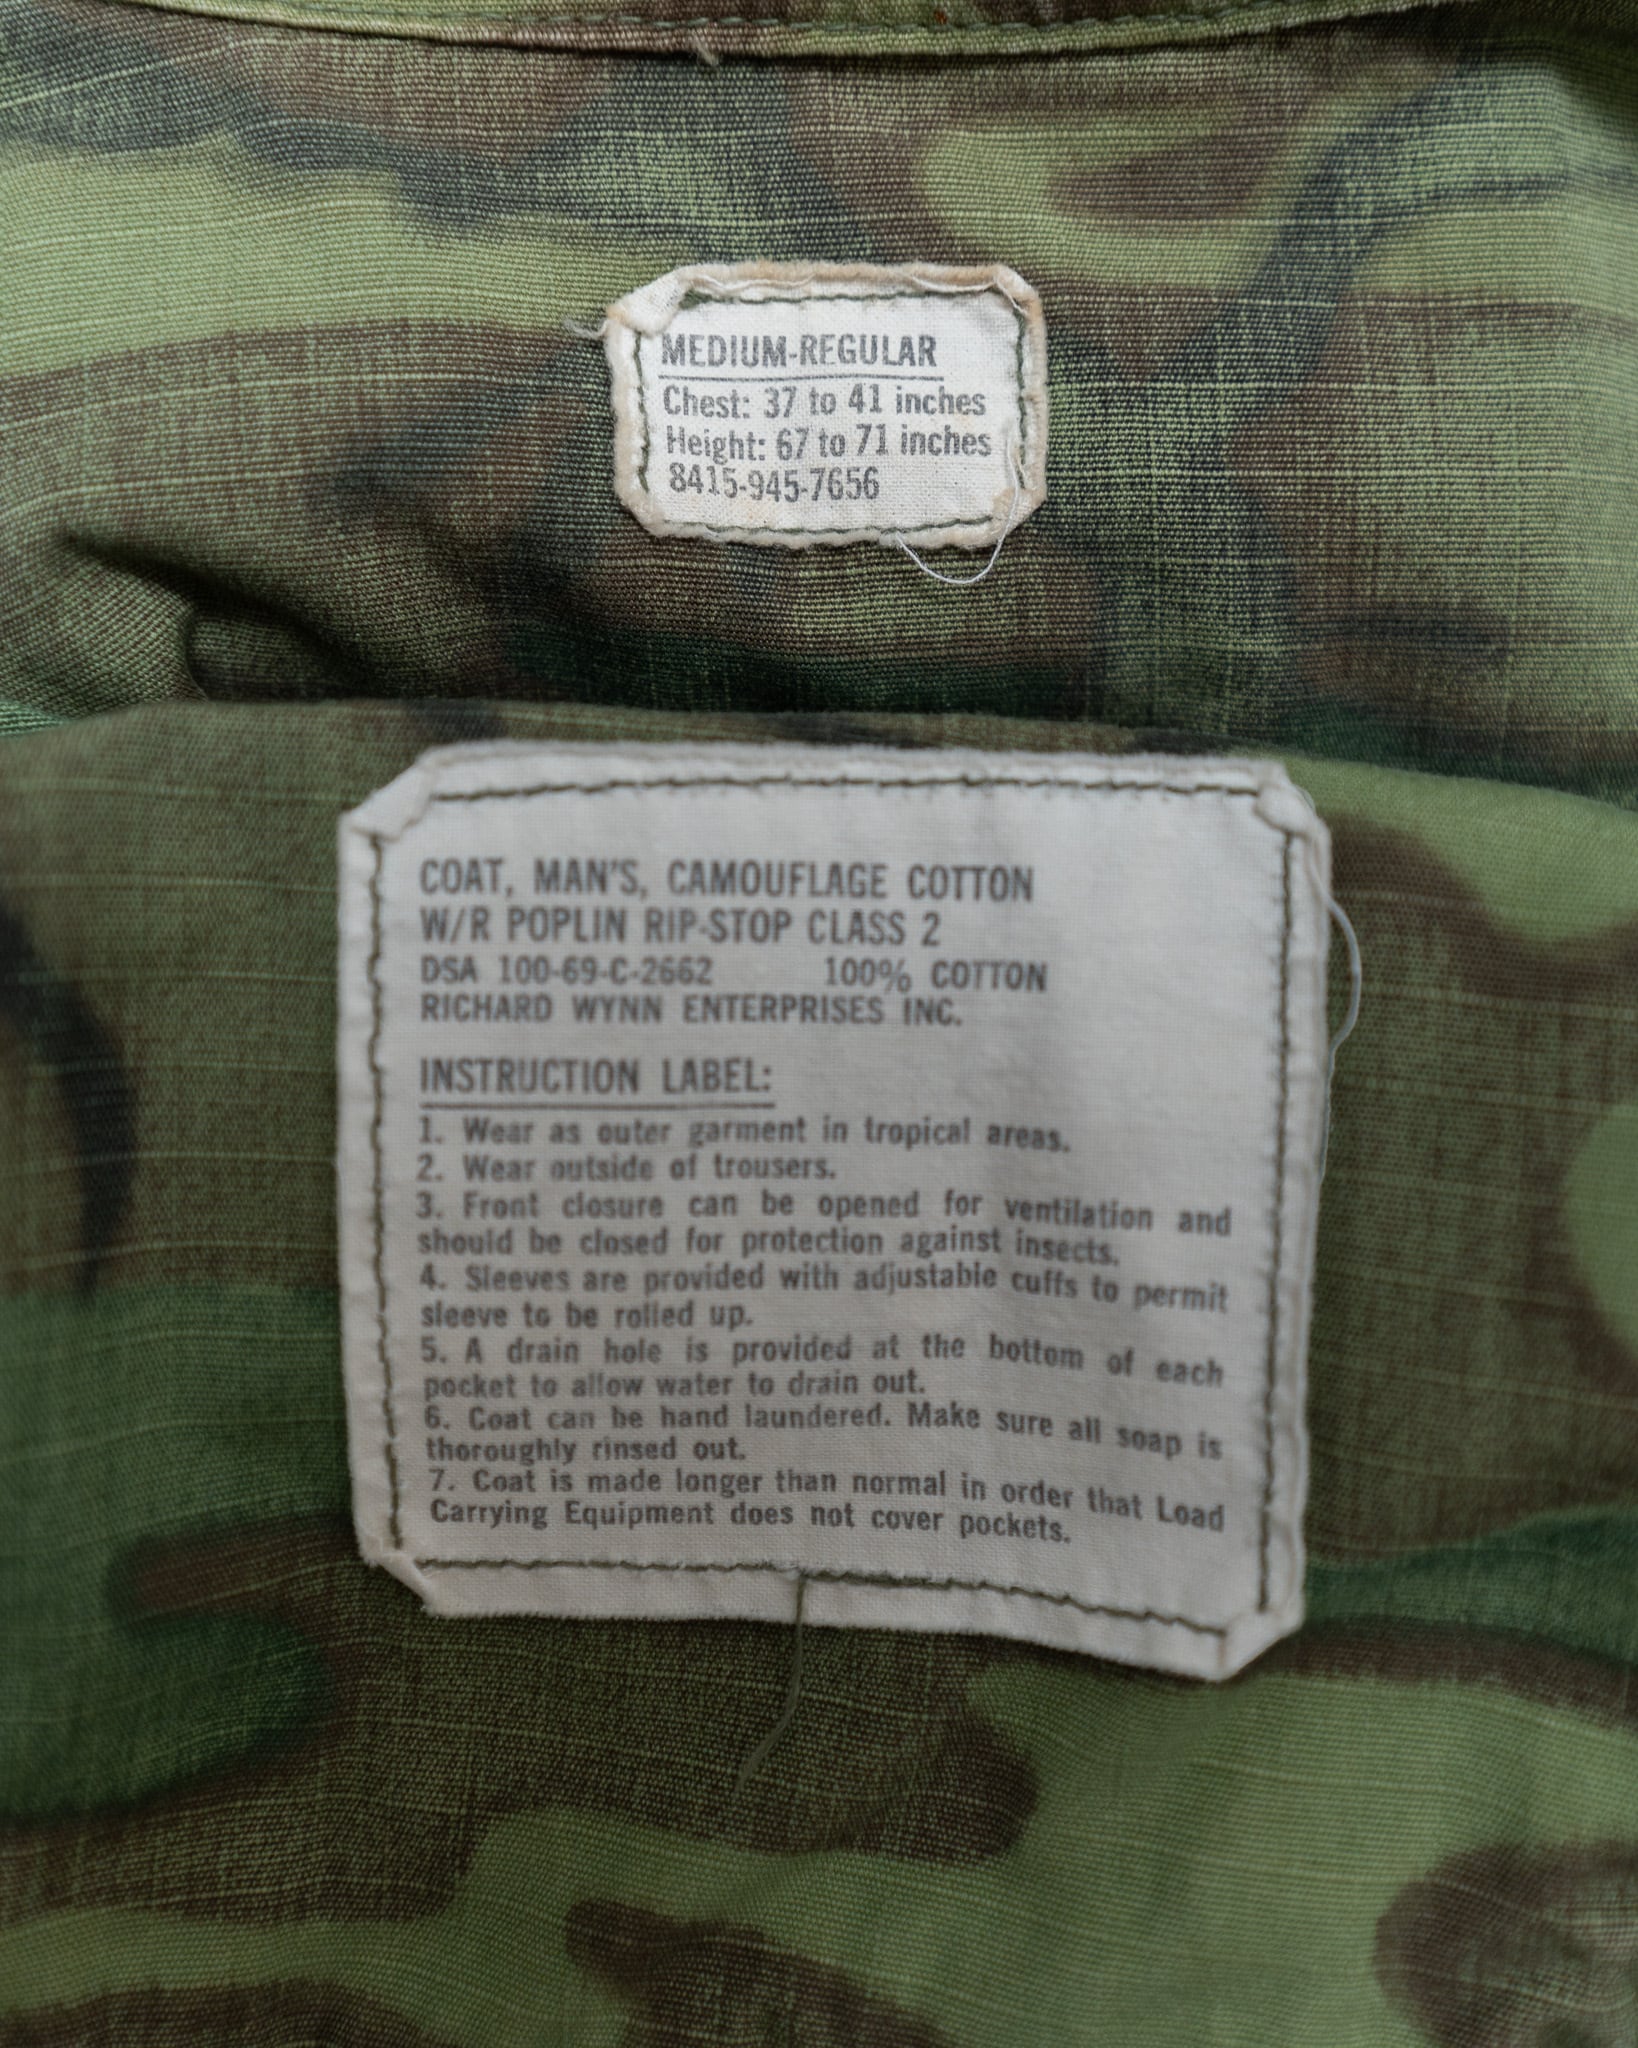 MEDIUM-REGULAR
Chest: 37 to 41 inches
Height: 67 to 71 inches
8415-945-7656
COAT, MAN'S, CAMOUFLAGE COTTON
W/R POPLIN RIP-STOP CLASS 2
DSA 100-69-C-2662 100% COTTON
RICHARD WYNN ENTERPRISES INC.
INSTRUCTION LABEL:
1. Wear as outer garment in tropical areas.
2. Wear outside of trousers.
3. Front closure can be opened for ventilation and
should be closed for protection against insects.
4. Sleeves are provided with adjustable cuffs to permit
sleeve to be rolled up.
5. A drain hole is provided at the bottom of each
pocket to allow water to drain out.
6. Coat can be hand laundered. Make sure all soap is
thoroughly rinsed out.
7. Coat is made longer than normal in order that Load
Carrying Equipment does not cover pockets.